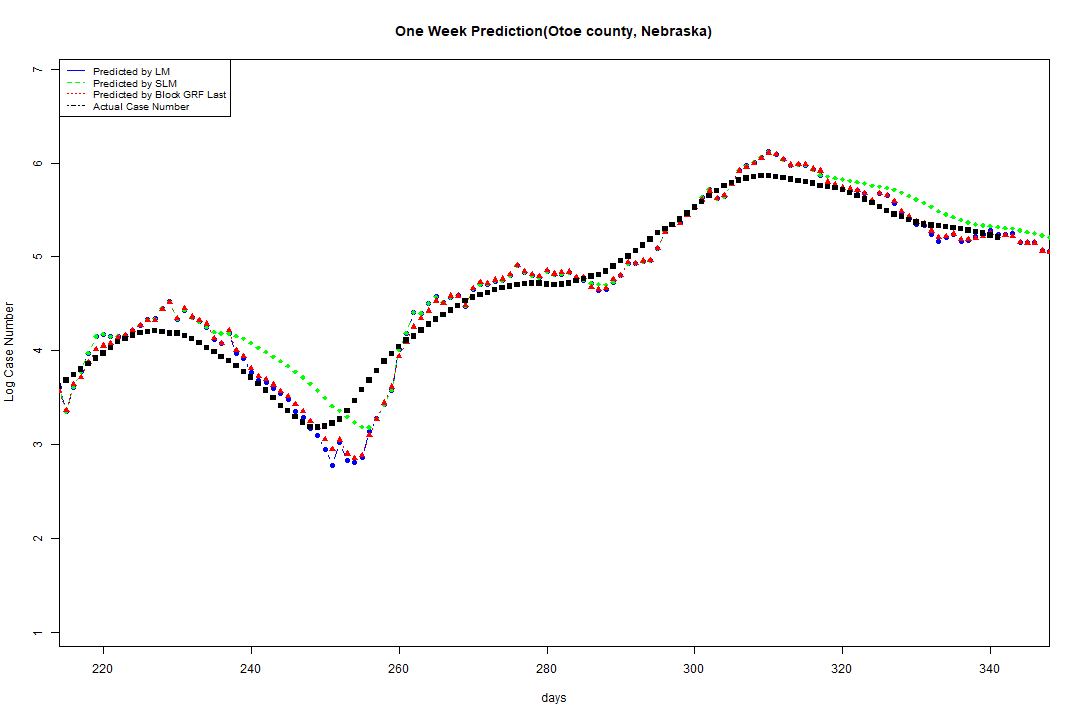 One Week Prediction(Otoe county, Nebraska)
Predicted by LM
Predicted by SLM
Predicted by Block GRF Last
Actual Case Number
7
6
5
4
3
2
1
Log Case Number
220 240 260 280 300 320 340
days